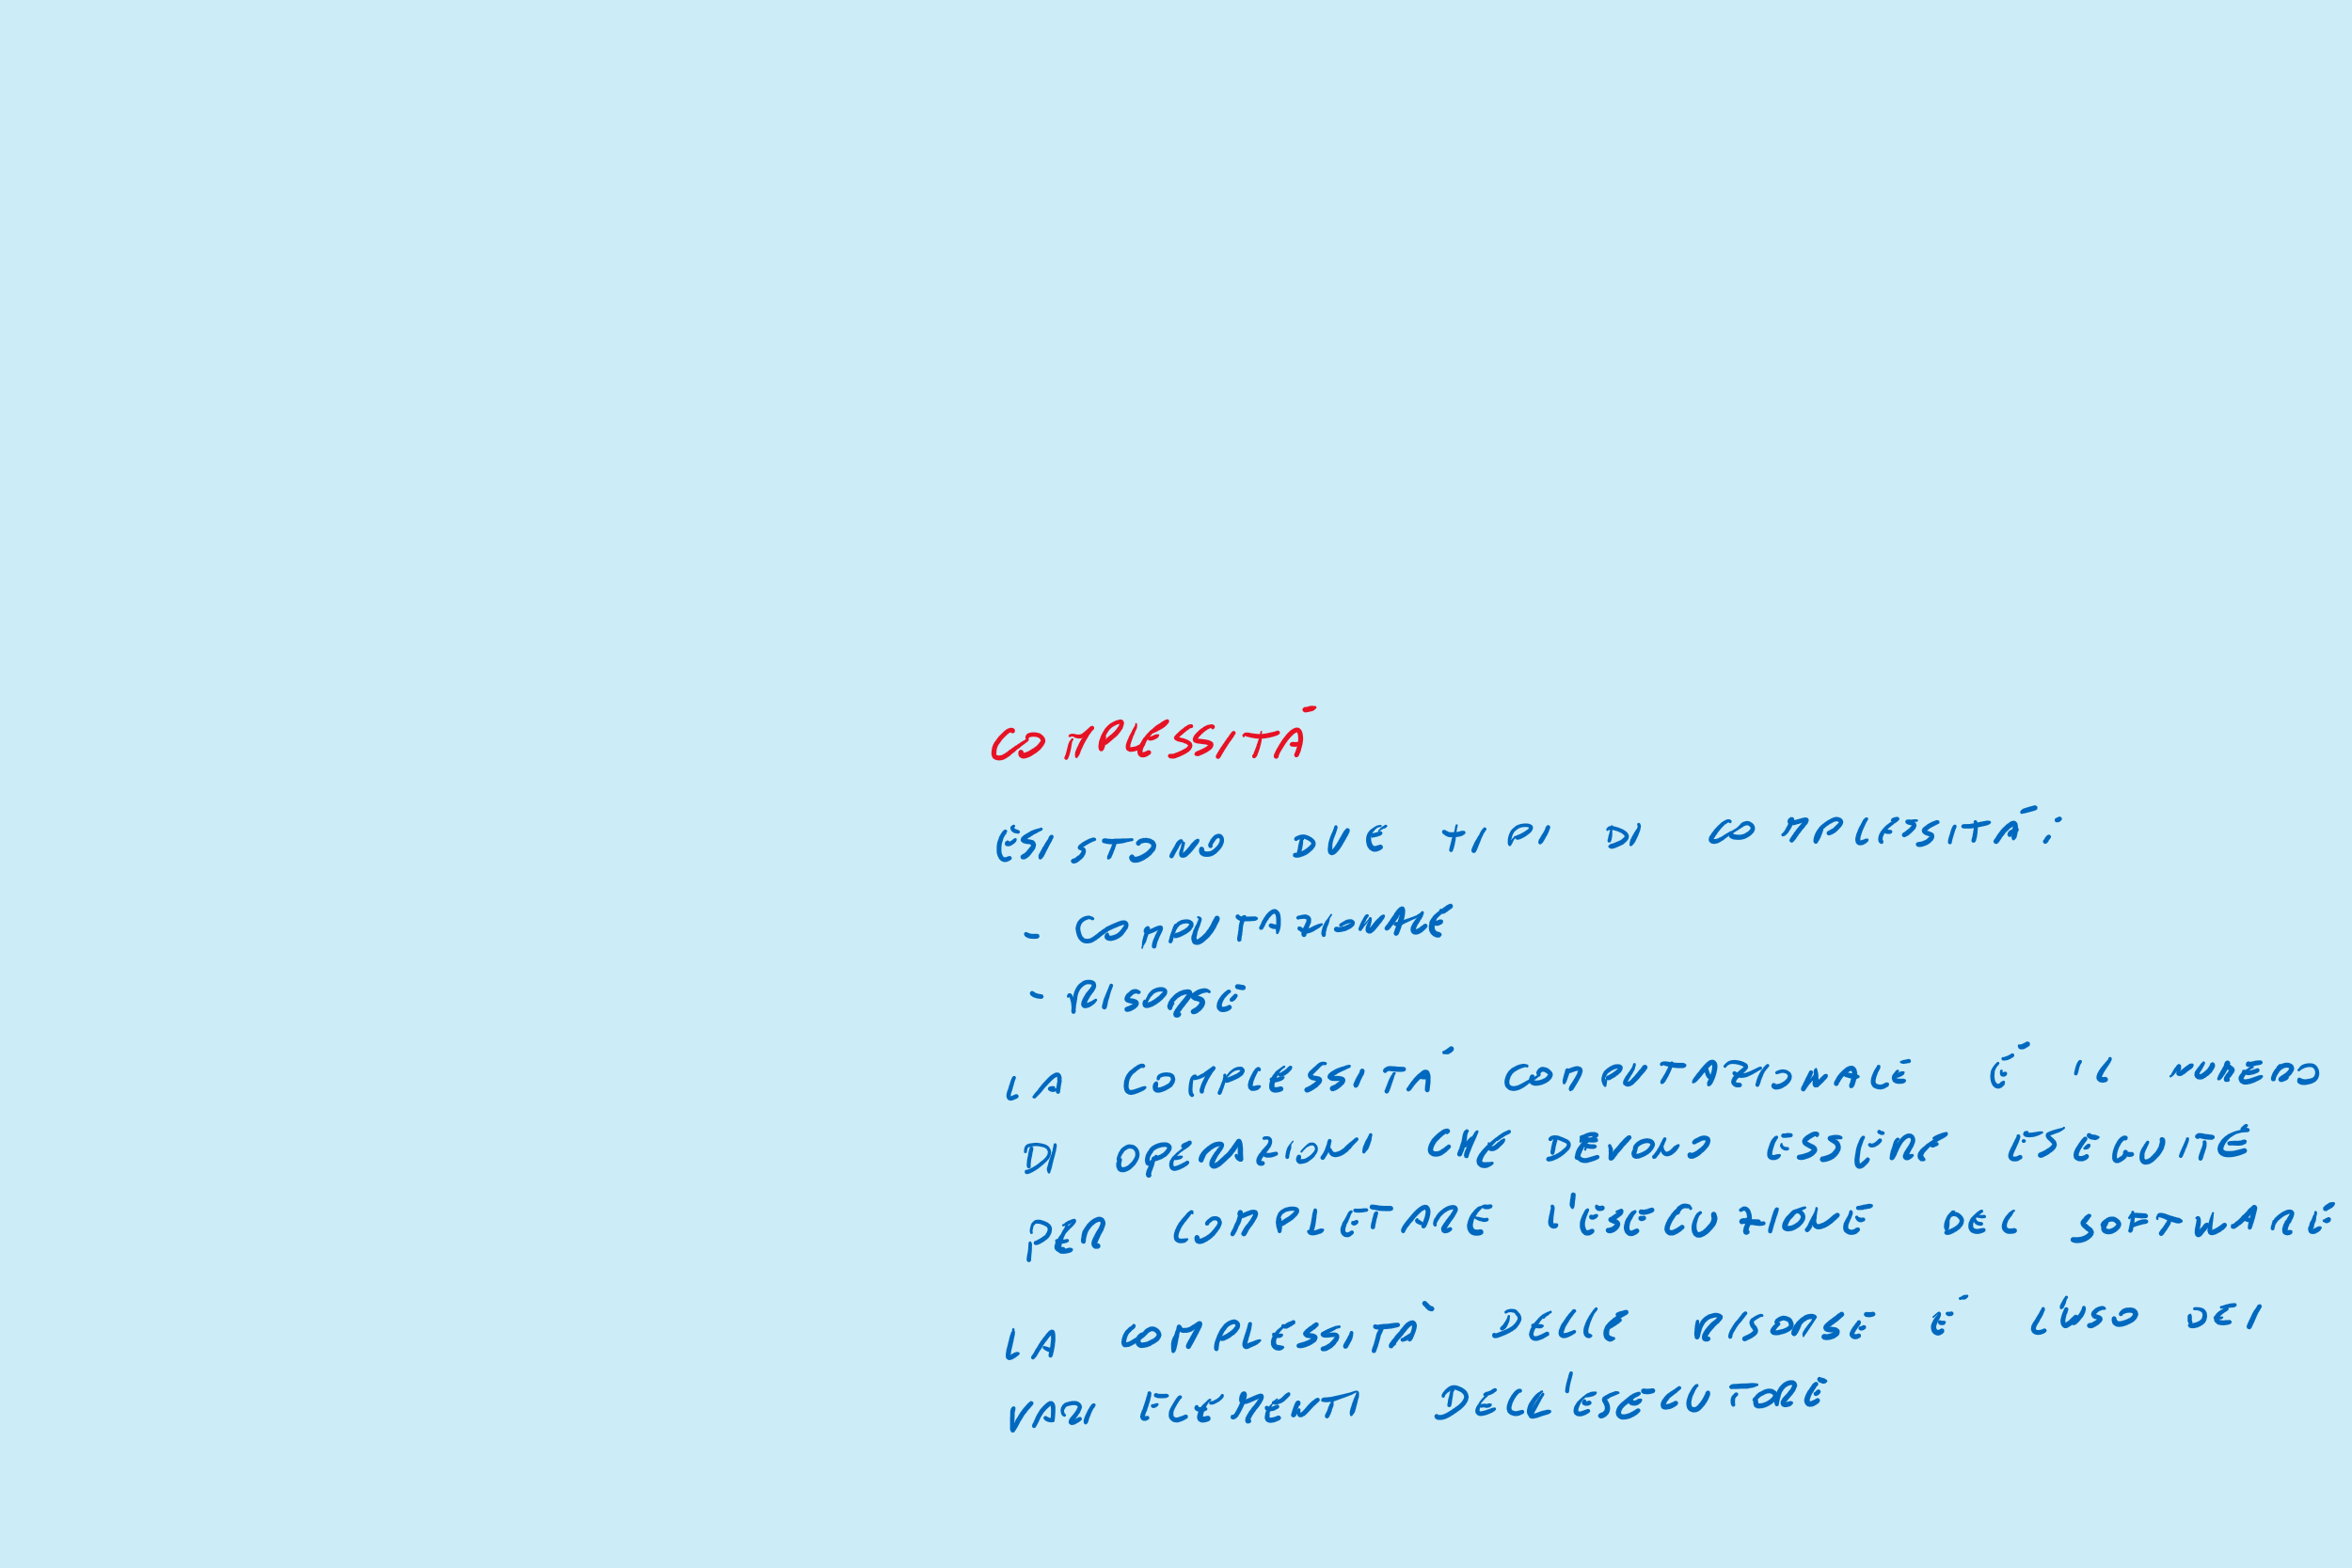 COMPLESSITÁ
ESISTONO DUE TIPI DI COMPLESSITÁ:
- COMPUTAZIONALE
- RISORSE
LA COMPLESSITÁ COMPUTAZIONALE É IL NUMERO
DI OPERAZIONI CHE DEVONO ESSERE ESEGUITE
PER COMPLETARE L'ESECUZIONE DEL SOFTWARE
LA COMPLESSITÀ DELLE RISORSE É L'USO DEI
VARI ELEMENTI DELL'ESECUTORE